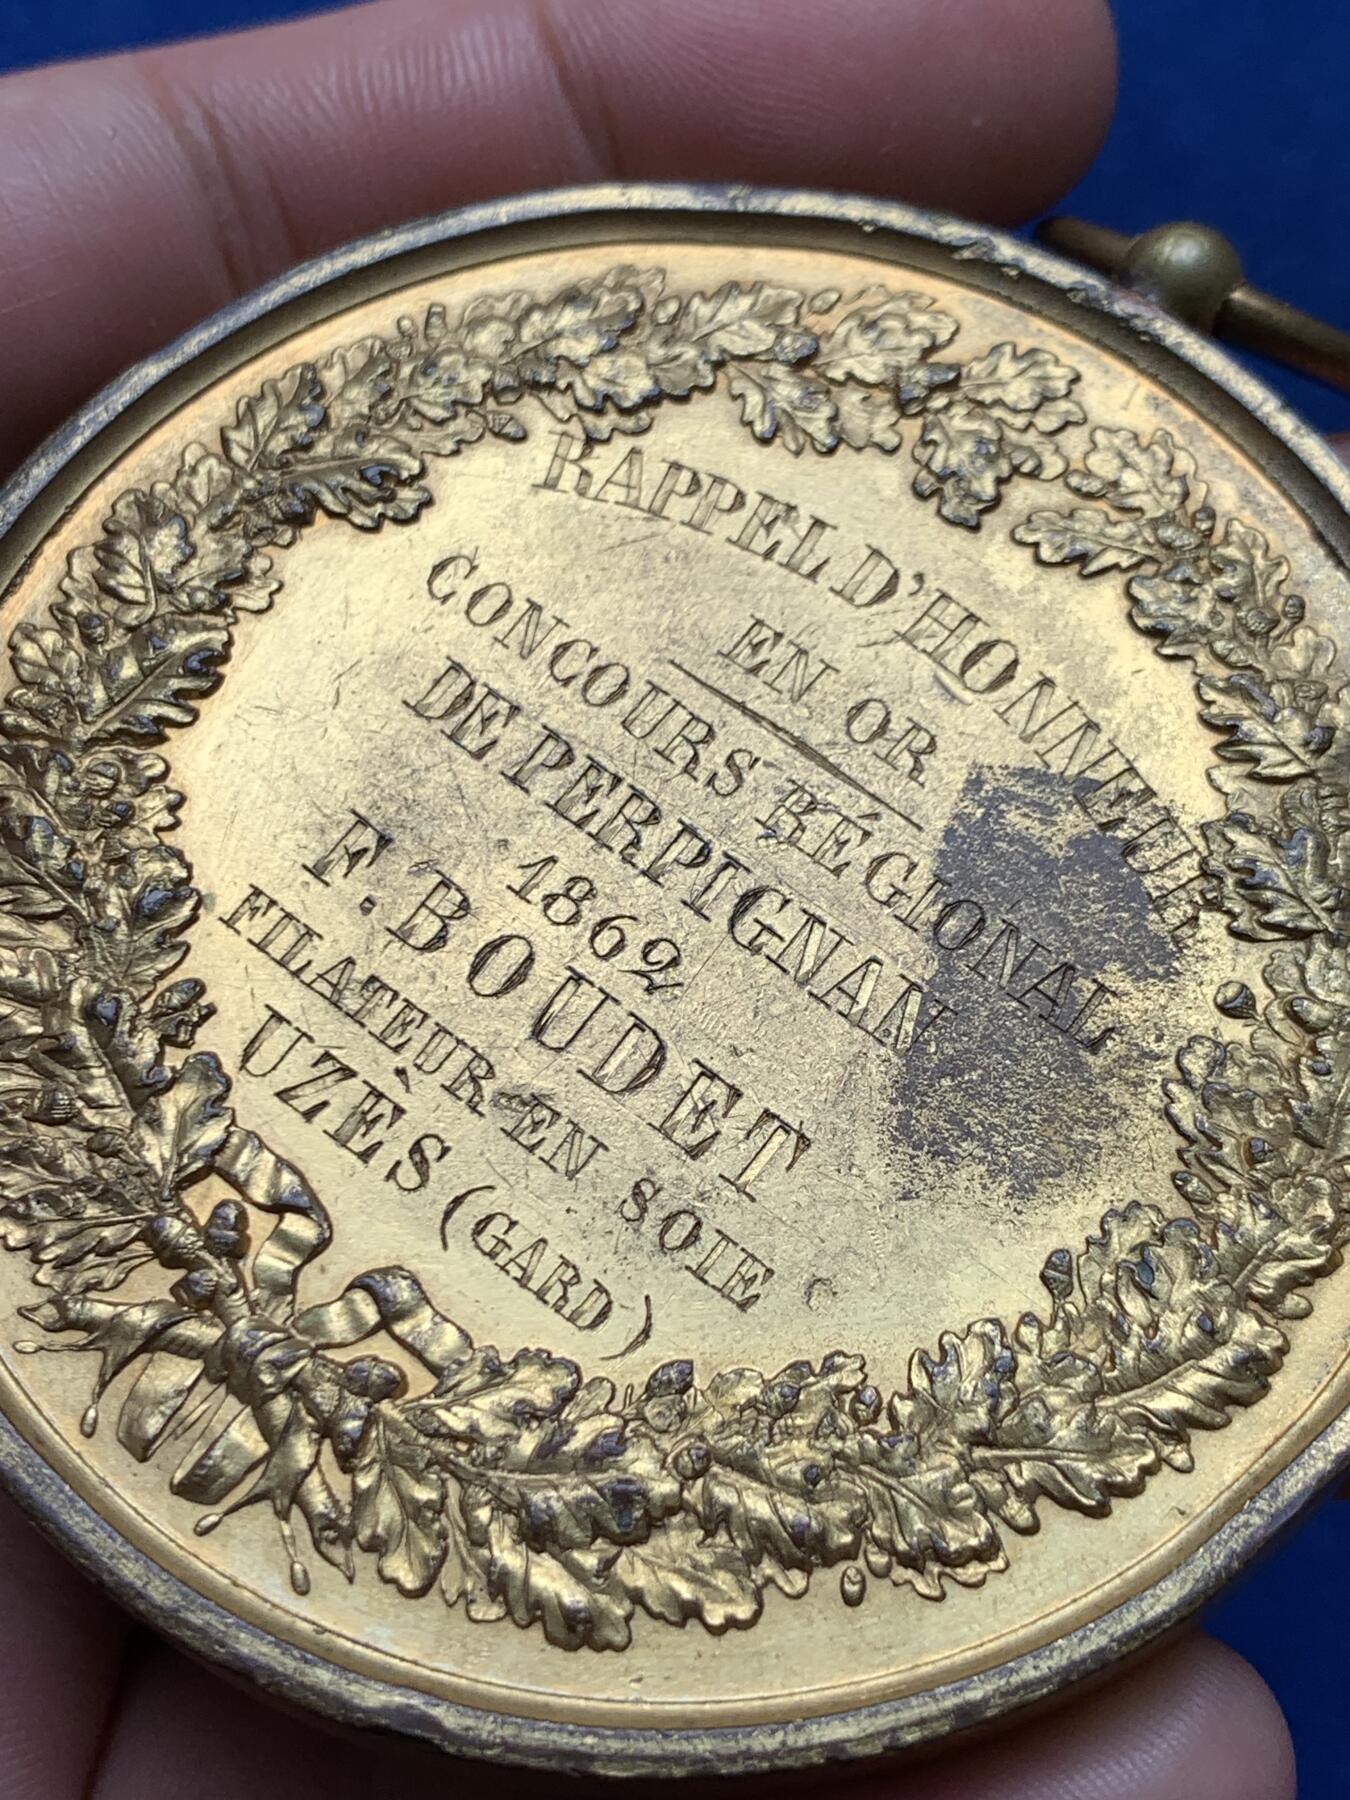 RAPPEL D'HONNEUR
EN OR
CONCOURS RÉGIONAL
DE PERPIGNAN
1862
F. BOUDET
FILATEUR EN SOIE
UZÈS (GARD)